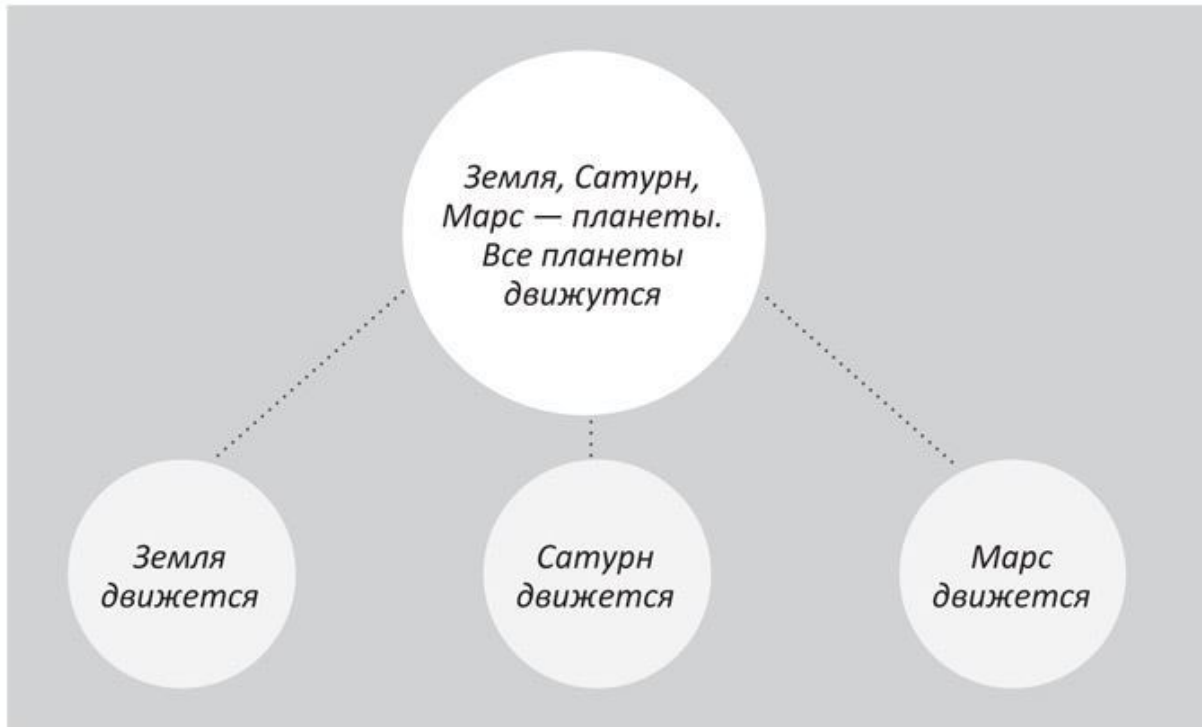 Земля, Сатурн,
Марс — планеты.
Все планеты
движутся
Земля
движется
Сатурн
движется
Марс
движется